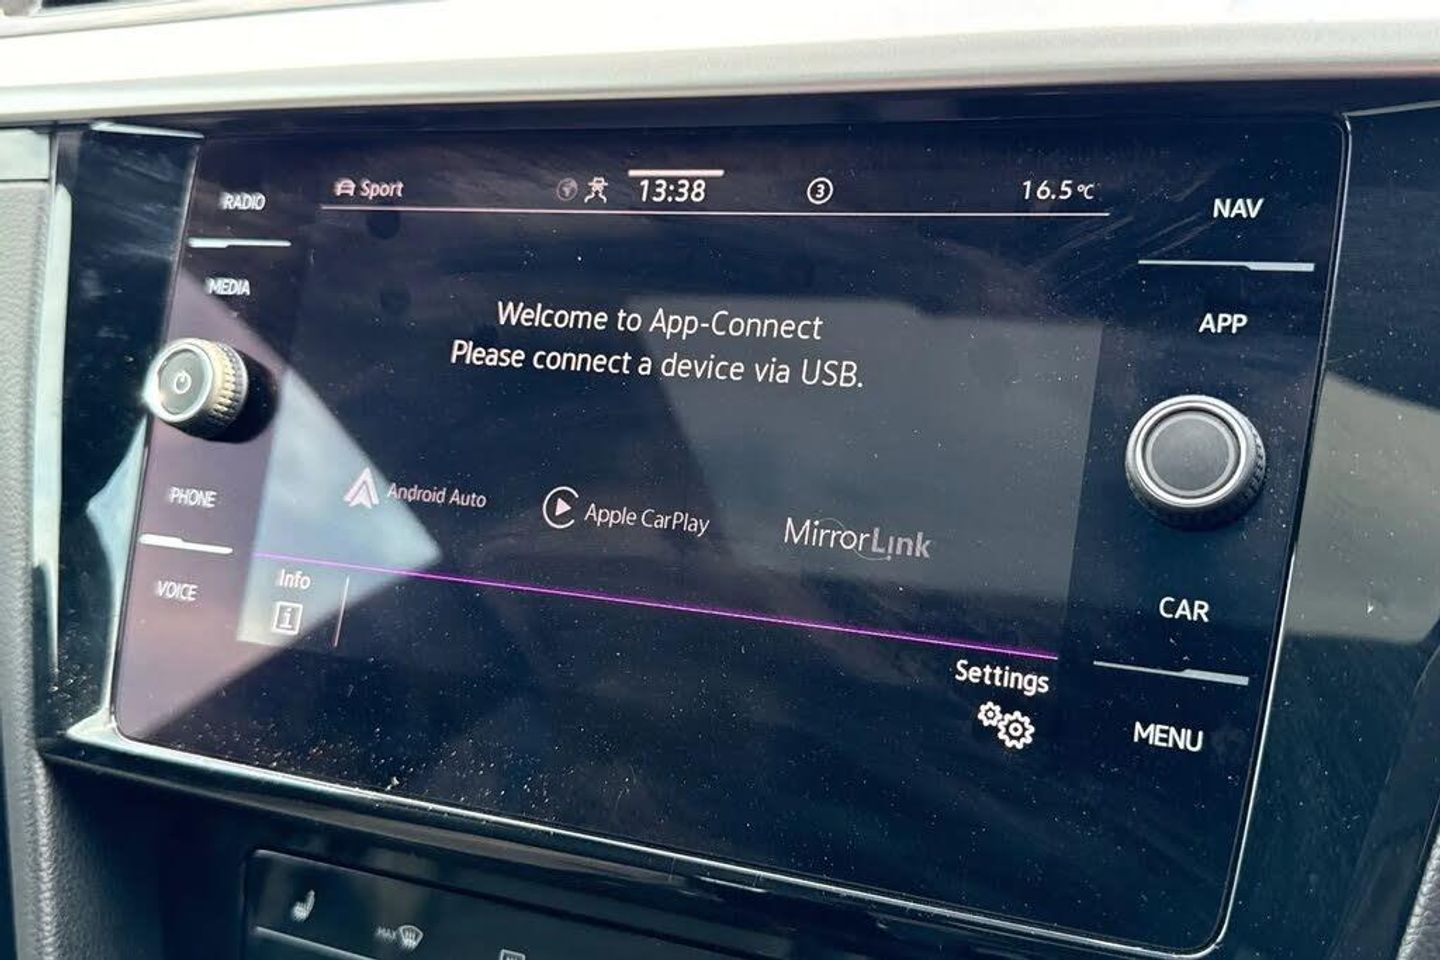 RADIO
MEDIA
PHONE
VOICE
Sport
13:38
3
16.5°C
Welcome to App-Connect
Please connect a device via USB.
Android Auto
Apple CarPlay
MirrorLink
Info
i
Settings
NAV
APP
CAR
MENU
MAX